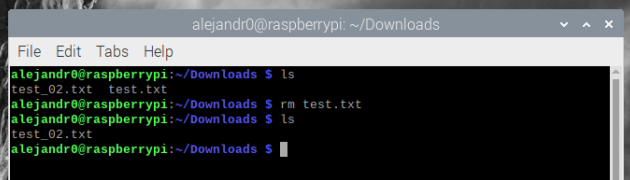 alejandr0@raspberrypi: ~/Downloads
File Edit Tabs Help
alejandr0@raspberrypi:~/Downloads $ ls
test_02.txt  test.txt
alejandr0@raspberrypi:~/Downloads $ rm test.txt
alejandr0@raspberrypi:~/Downloads $ ls
test_02.txt
alejandr0@raspberrypi:~/Downloads $